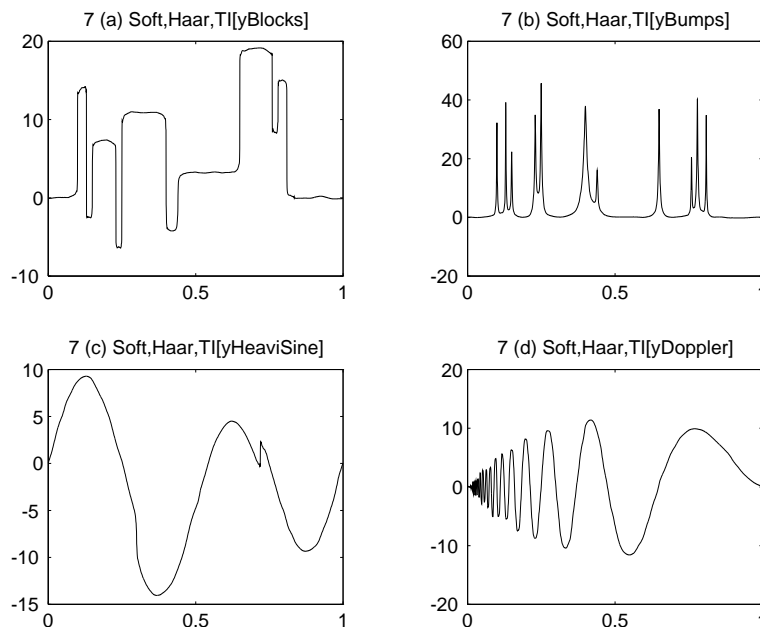 7 (a) Soft,Haar,TI[yBlocks]
20
10
0
-10
0 0.5 1
7 (b) Soft,Haar,TI[yBumps]
60
40
20
0
-20
0 0.5 1
7 (c) Soft,Haar,TI[yHeaviSine]
10
5
0
-5
-10
-15
0 0.5 1
7 (d) Soft,Haar,TI[yDoppler]
20
10
0
-10
-20
0 0.5 1